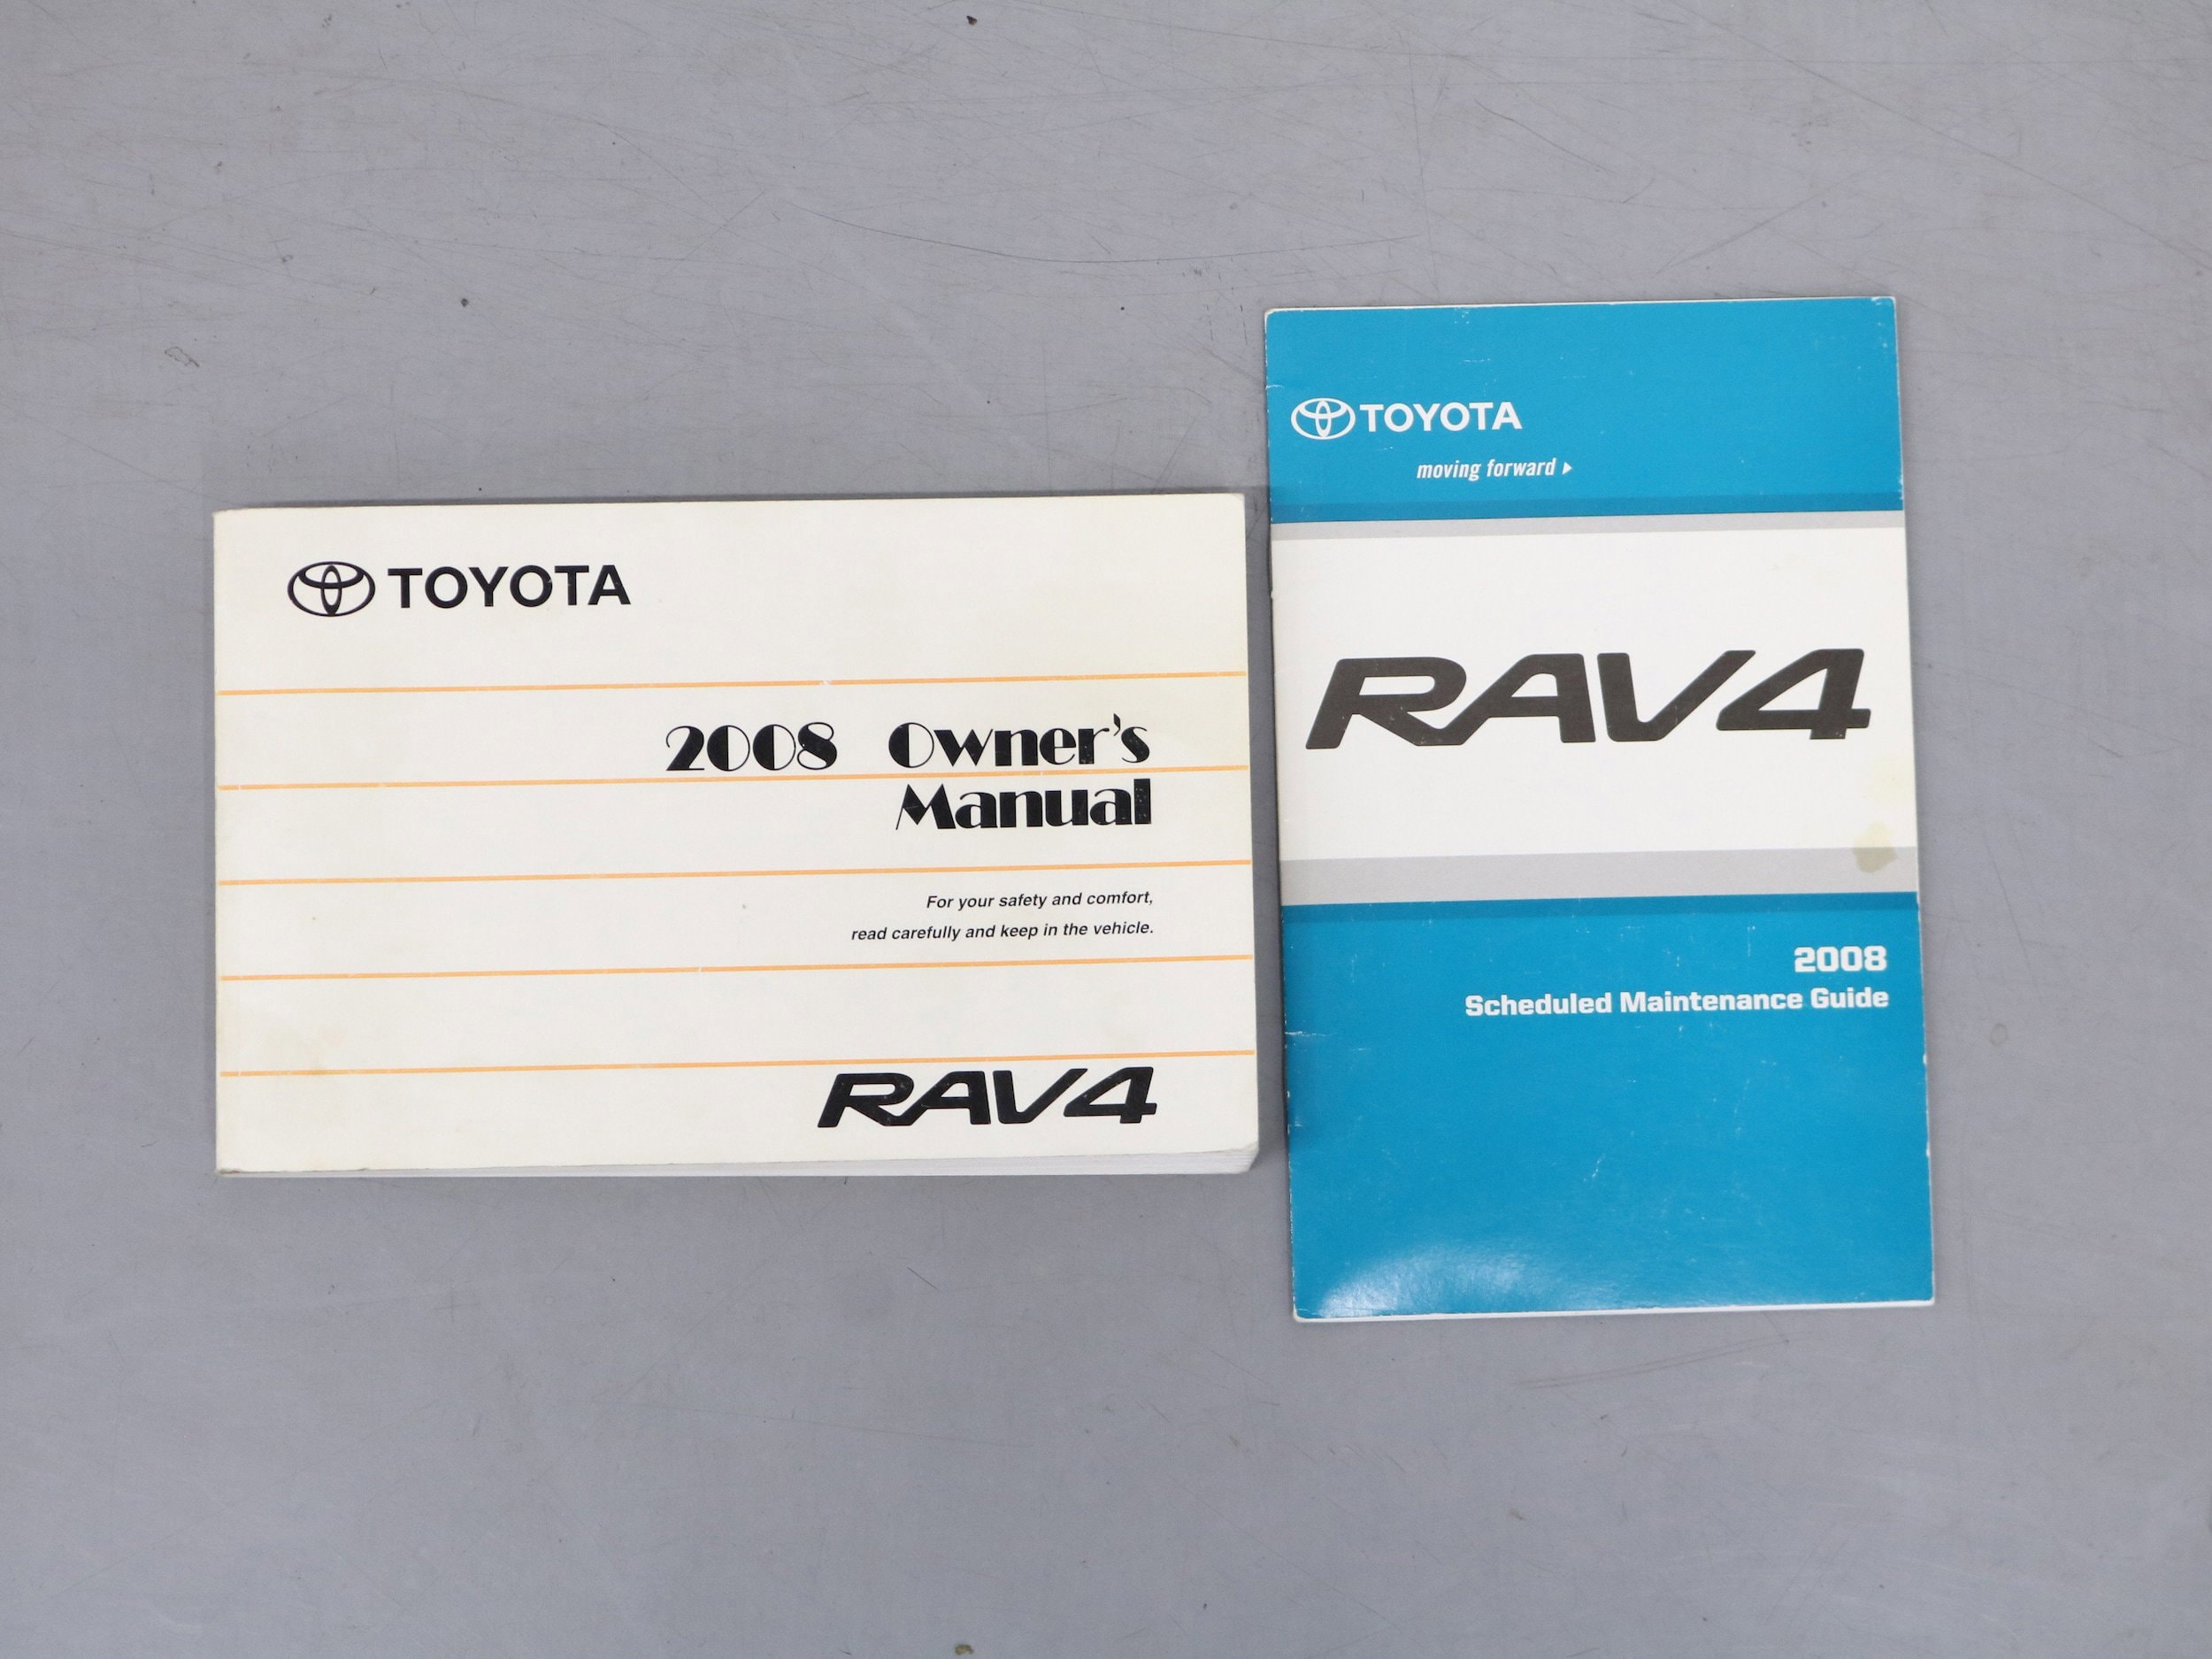 TOYOTA
2008 Owner's
Manual
For your safety and comfort,
read carefully and keep in the vehicle.
RAV4
TOYOTA
moving forward
RAV4
2008
Scheduled Maintenance Guide